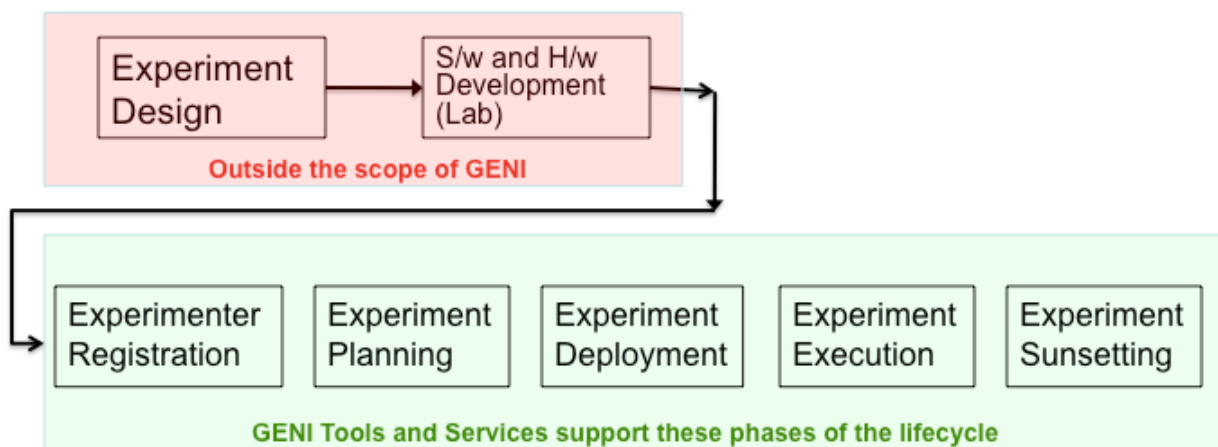 Experiment
Design
S/w and H/w
Development
(Lab)
Outside the scope of GENI
Experimenter
Registration
Experiment
Planning
Experiment
Deployment
Experiment
Execution
Experiment
Sunsetting
GENI Tools and Services support these phases of the lifecycle